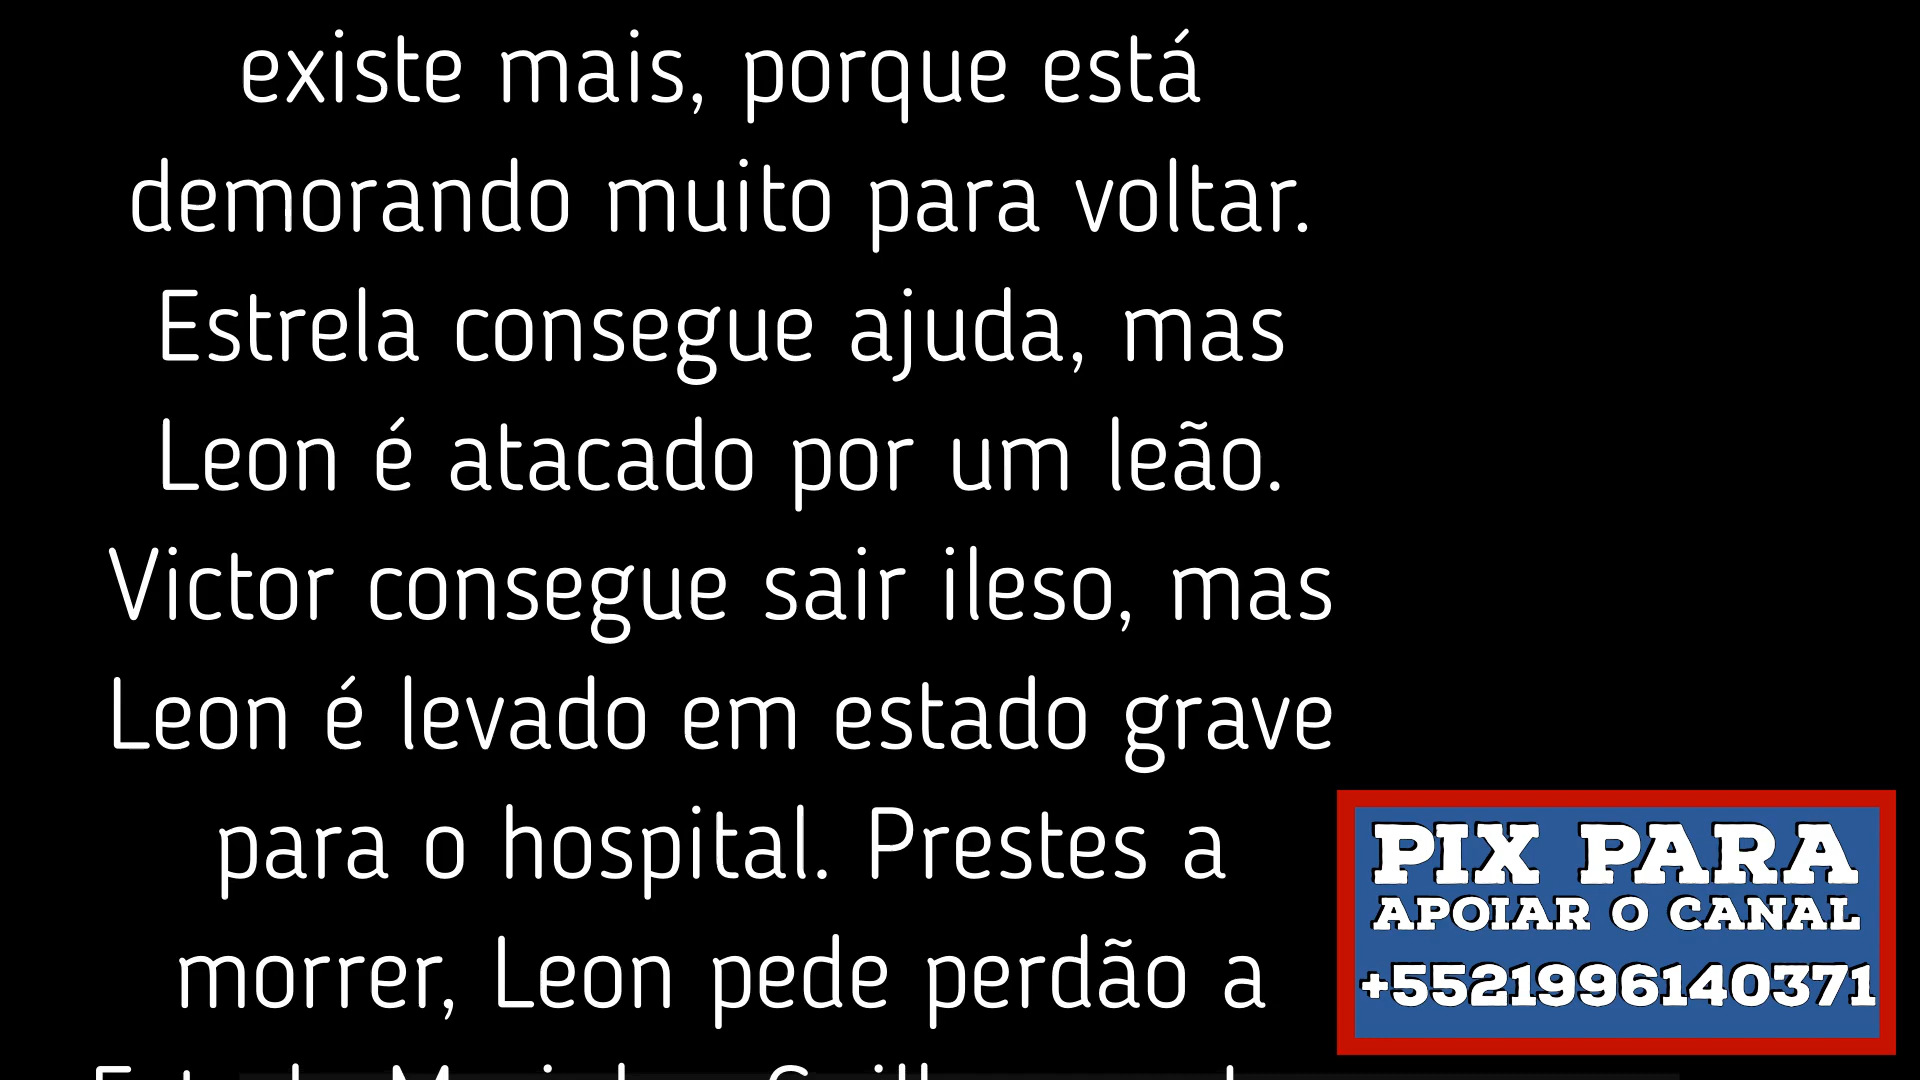 existe mais, porque está
demorando muito para voltar.
Estrela consegue ajuda, mas
Leon é atacado por um leão.
Victor consegue sair ileso, mas
Leon é levado em estado grave
para o hospital. Prestes a
morrer, Leon pede perdão a
PIX PARA
APOIAR O CANAL
+5521996140371